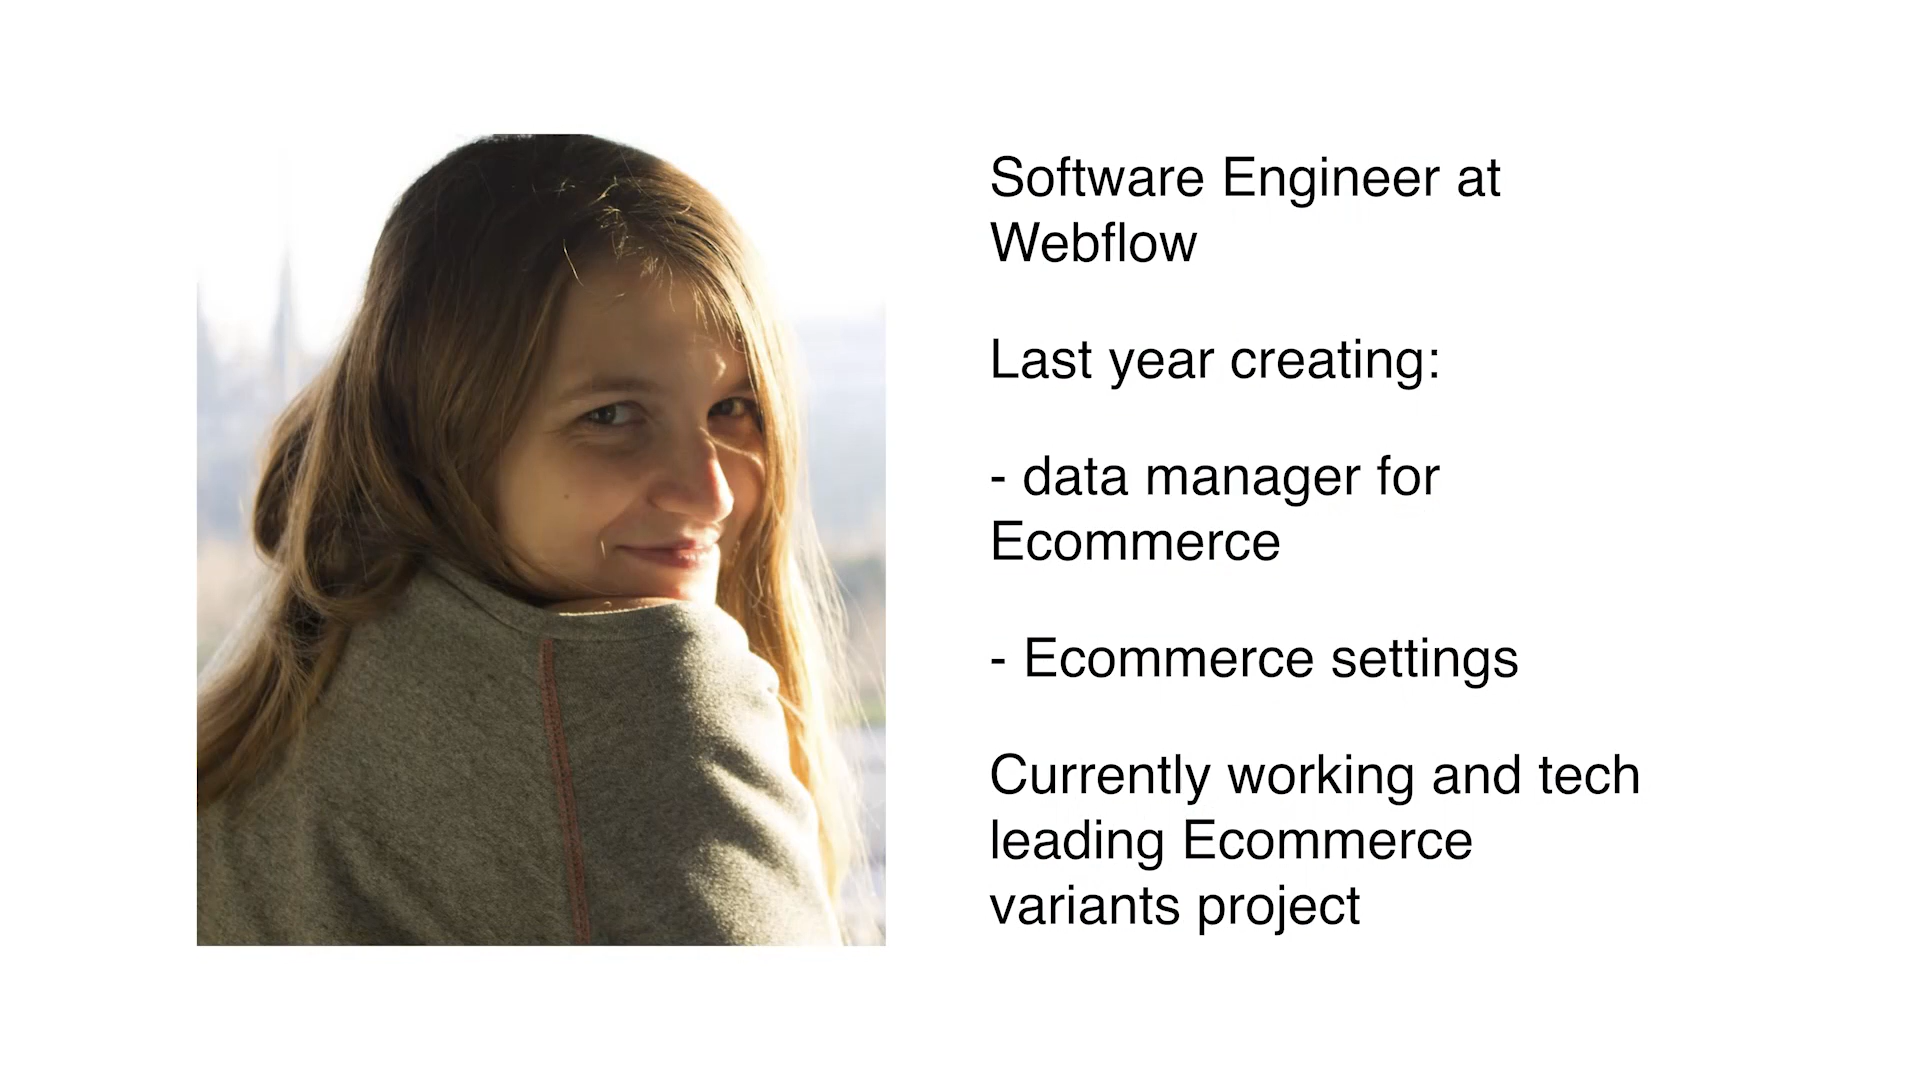 Software Engineer at
Webflow
Last year creating:
- data manager for
Ecommerce
- Ecommerce settings
Currently working and tech
leading Ecommerce
variants project